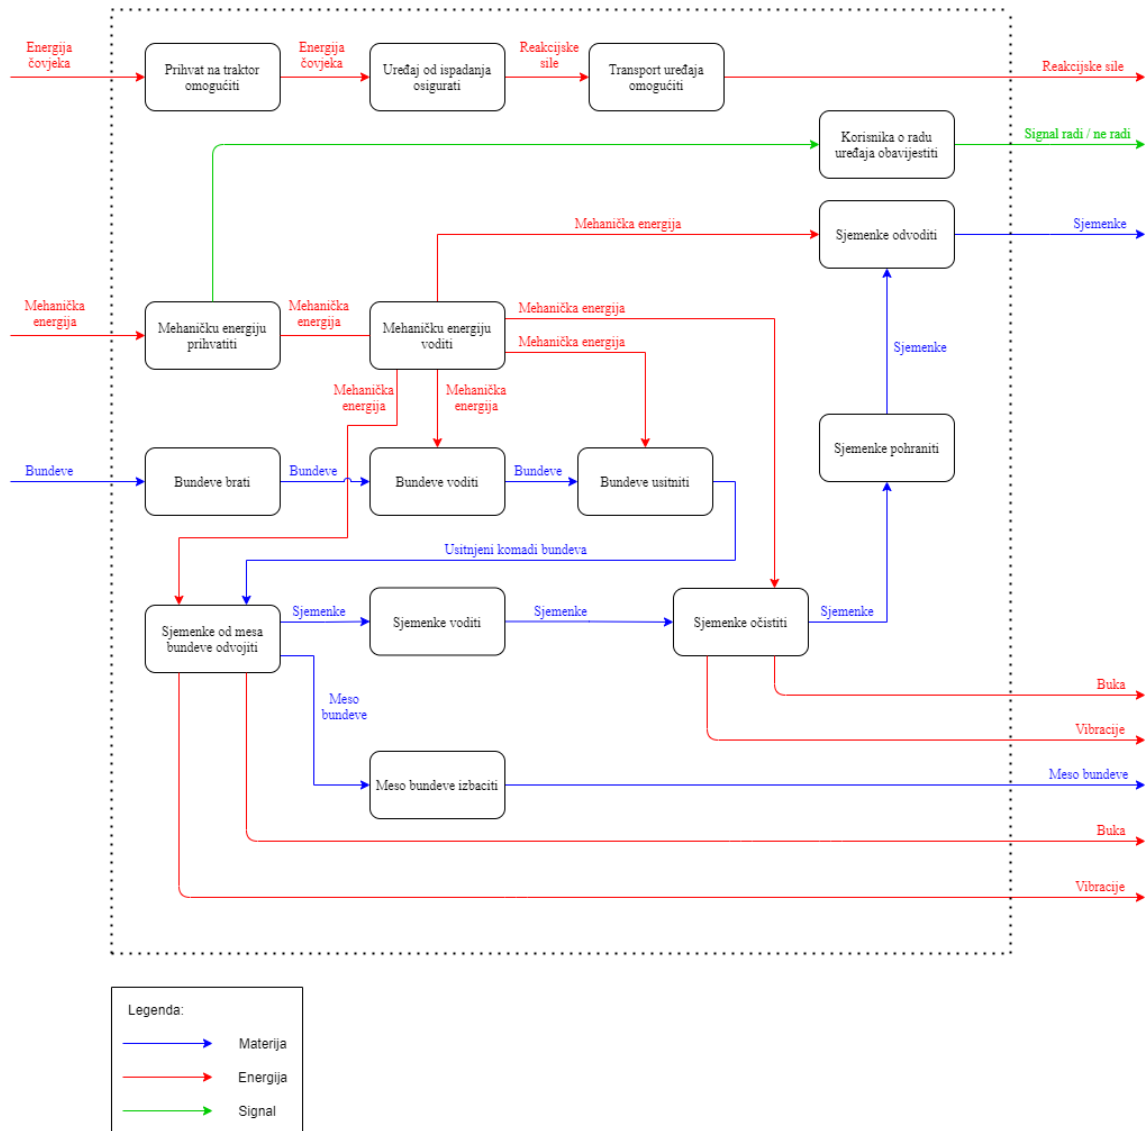 Energija
čovjeka
Energija
čovjeka
Reakcijske
sile
Prihvat na traktor
omogućiti
Uređaj od ispadanja
osigurati
Transport uređaja
omogućiti
Reakcijske sile
Korisnika o radu
uređaja obavijestiti
Signal radi / ne radi
Mehanička energija
Sjemenke odvoditi
Sjemenke
Mehanička
energija
Mehanička
energija
Mehaničku energiju
prihvatiti
Mehaničku energiju
voditi
Mehanička energija
Mehanička energija
Sjemenke
Mehanička
energija
Mehanička
energija
Sjemenke pohraniti
Bundeve
Bundeve brati
Bundeve
Bundeve voditi
Bundeve
Bundeve usitniti
Usitnjeni komadi bundeva
Sjemenke od mesa
bundeve odvojiti
Sjemenke
Sjemenke voditi
Sjemenke
Sjemenke očistiti
Sjemenke
Meso
bundeve
Buka
Vibracije
Meso bundeve izbaciti
Meso bundeve
Buka
Vibracije
Legenda:
Materija
Energija
Signal